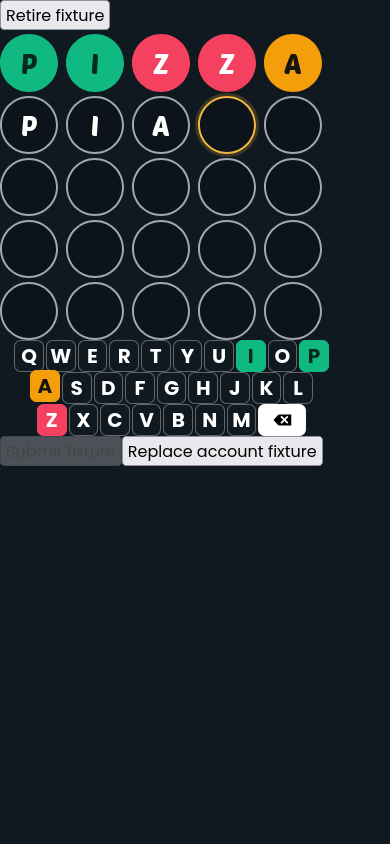 Retire fixture
P I Z Z A
P I A
Q W E R T Y U I O P
A S D F G H J K L
Z X C V B N M
Submit fixture Replace account fixture